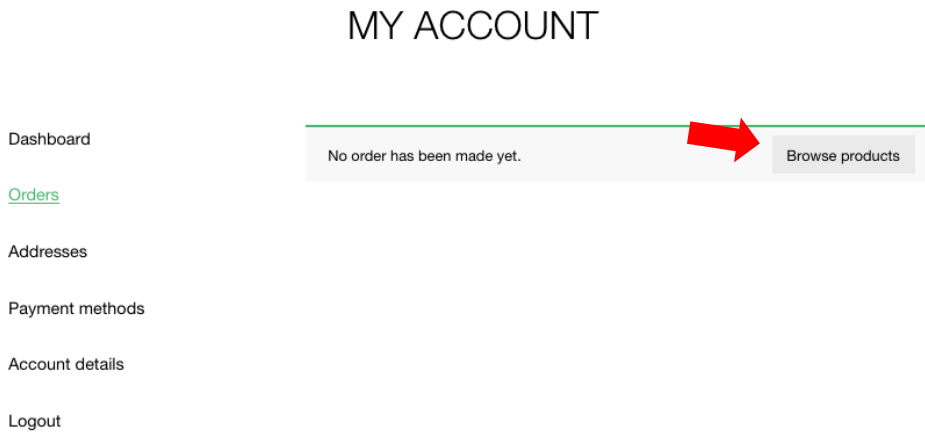 MY ACCOUNT
Dashboard
No order has been made yet.
Browse products
Orders
Addresses
Payment methods
Account details
Logout